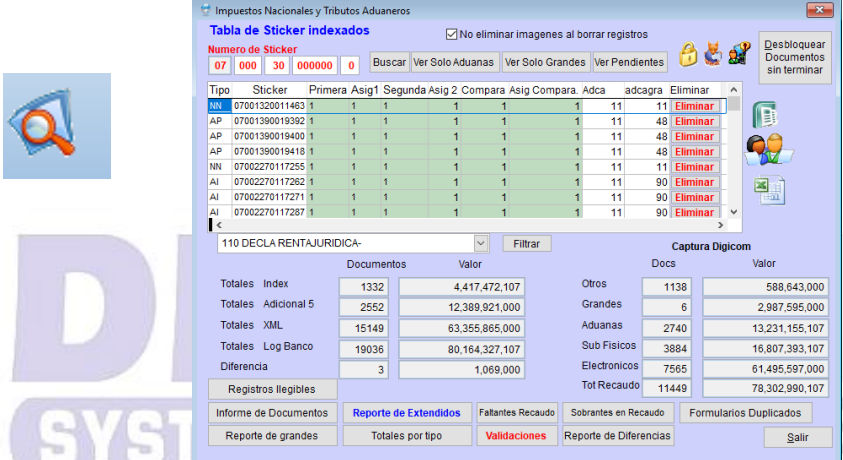 Impuestos Nacionales y Tributos Aduaneros
Tabla de Sticker indexados
No eliminar imagenes al borrar registros
Numero de Sticker
07 000 30 000000 0 Buscar Ver Solo Aduanas Ver Solo Grandes Ver Pendientes
Desbloquear
Documentos
sin terminar
Tipo Sticker Primera Asig1 Segunda Asig 2 Compara Asig Compara. Adca adcagra Eliminar
NN 07001320011463 1 1 1 1 1 1 11 11 Eliminar
AP 07001390019392 1 1 1 1 1 1 11 48 Eliminar
AP 07001390019400 1 1 1 1 1 1 11 48 Eliminar
AP 07001390019418 1 1 1 1 1 1 11 48 Eliminar
NN 07002270117255 1 1 1 1 1 1 11 11 Eliminar
AI 07002270117262 1 1 1 1 1 1 11 90 Eliminar
AI 07002270117271 1 1 1 1 1 1 11 90 Eliminar
AI 07002270117287 1 1 1 1 1 1 11 90 Eliminar
110 DECLA RENTAJURIDICA- Filtrar
Captura Digicom
Documentos Valor Docs Valor
Totales Index 1332 4,417,472,107 Otros 1138 588,643,000
Totales Adicional 5 2552 12,389,921,000 Grandes 6 2,987,595,000
Totales XML 15149 63,355,865,000 Aduanas 2740 13,231,155,107
Totales Log Banco 19036 80,164,327,107 Sub Fisicos 3884 16,807,393,107
Diferencia 3 1,069,000 Electronicos 7565 61,495,597,000
Registros Ilegibles Tot Recaudo 11449 78,302,990,107
Informe de Documentos Reporte de Extendidos Faltantes Recaudo Sobrantes en Recaudo Formularios Duplicados
Reporte de grandes Totales por tipo Validaciones Reporte de Diferencias Salir
SYST